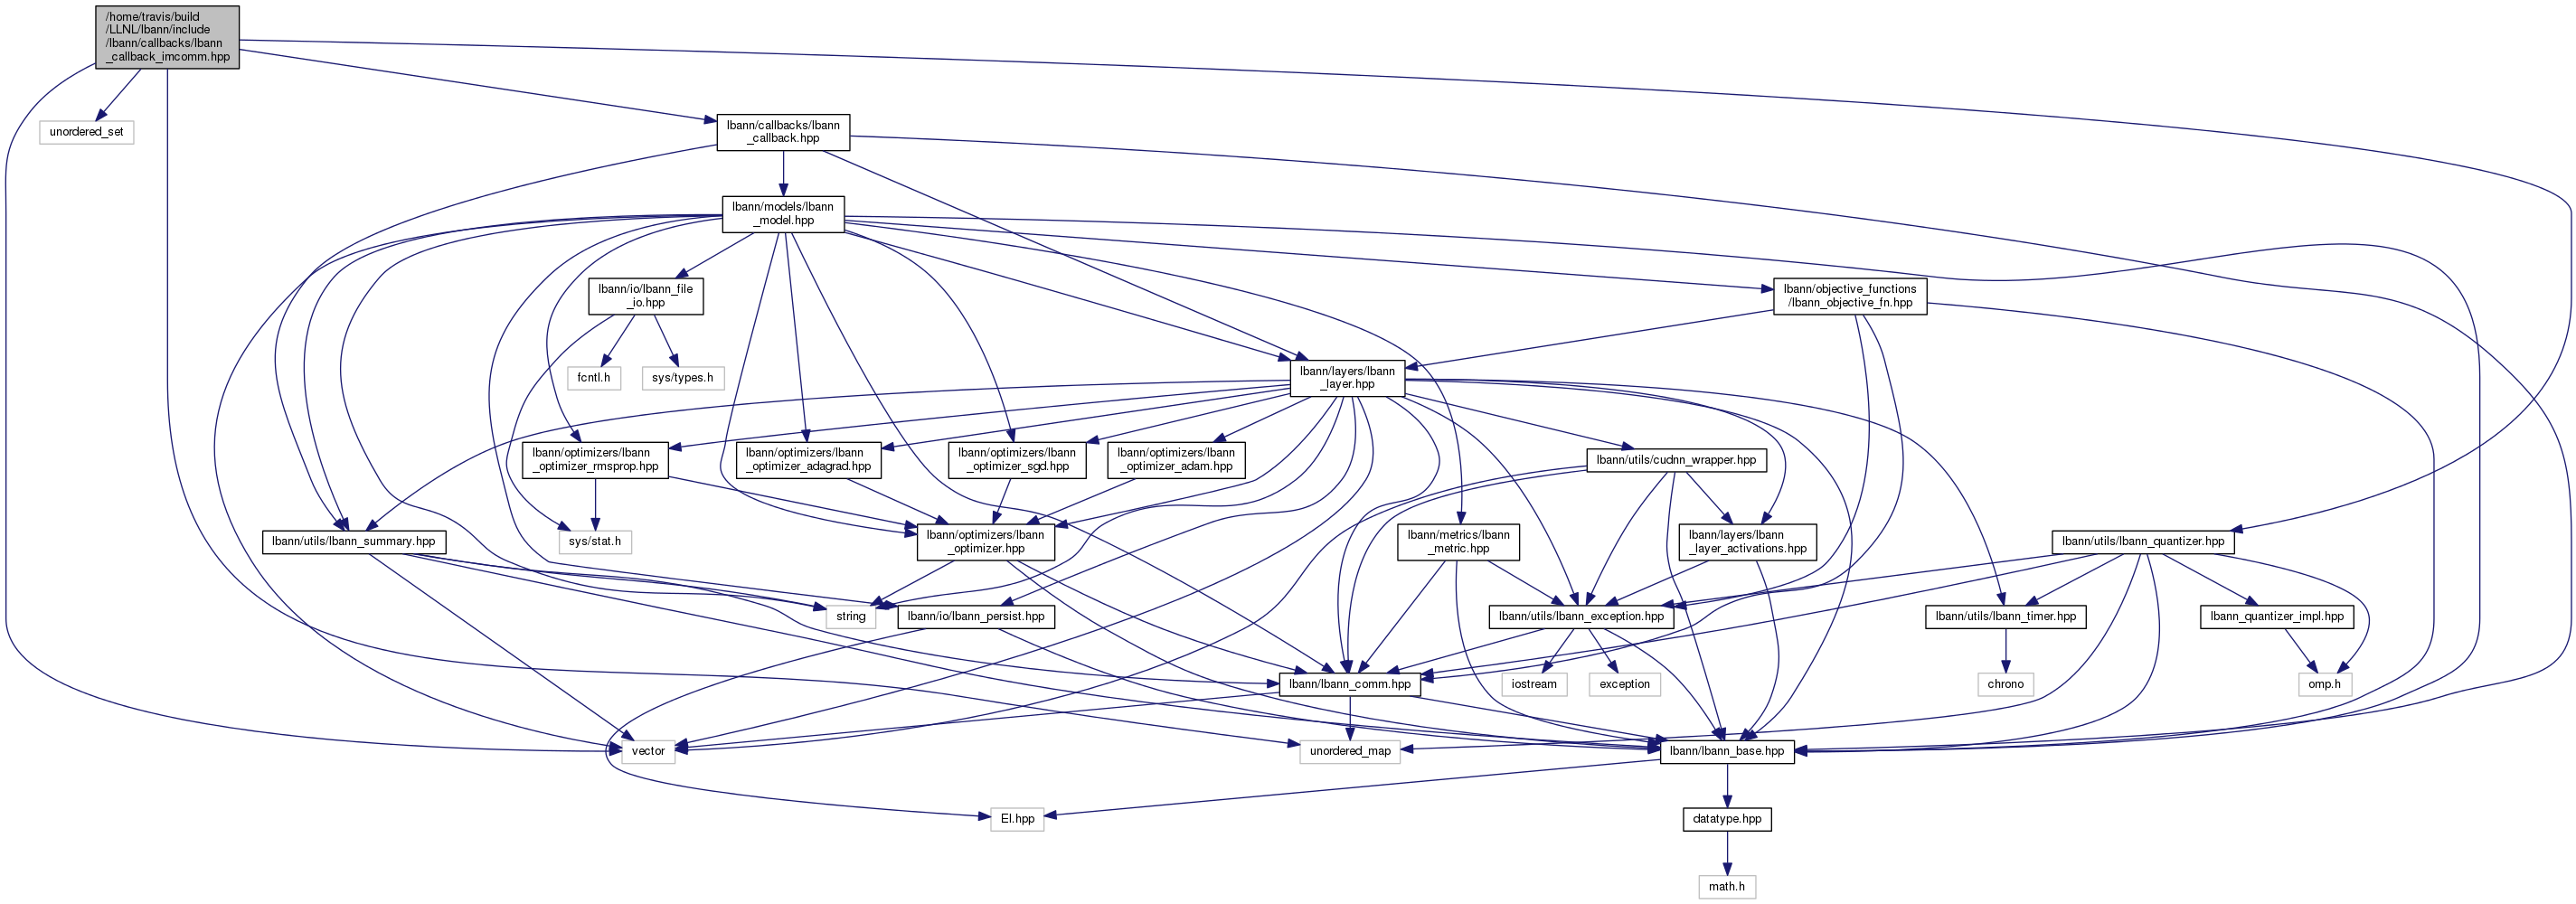 /home/travis/build
/LLNL/lbann/include
/lbann/callbacks/lbann
_callback_imcomm.hpp
unordered_set
lbann/callbacks/lbann
_callback.hpp
lbann/models/lbann
_model.hpp
lbann/io/lbann_file
_io.hpp
lbann/objective_functions
/lbann_objective_fn.hpp
fcntl.h
sys/types.h
lbann/layers/lbann
_layer.hpp
lbann/optimizers/lbann
_optimizer_rmsprop.hpp
lbann/optimizers/lbann
_optimizer_adagrad.hpp
lbann/optimizers/lbann
_optimizer_sgd.hpp
lbann/optimizers/lbann
_optimizer_adam.hpp
lbann/utils/cudnn_wrapper.hpp
lbann/utils/lbann_summary.hpp
sys/stat.h
lbann/optimizers/lbann
_optimizer.hpp
lbann/metrics/lbann
_metric.hpp
lbann/layers/lbann
_layer_activations.hpp
lbann/utils/lbann_quantizer.hpp
string
lbann/io/lbann_persist.hpp
lbann/utils/lbann_exception.hpp
lbann/utils/lbann_timer.hpp
lbann_quantizer_impl.hpp
lbann/lbann_comm.hpp
iostream
exception
chrono
omp.h
vector
unordered_map
lbann/lbann_base.hpp
El.hpp
datatype.hpp
math.h